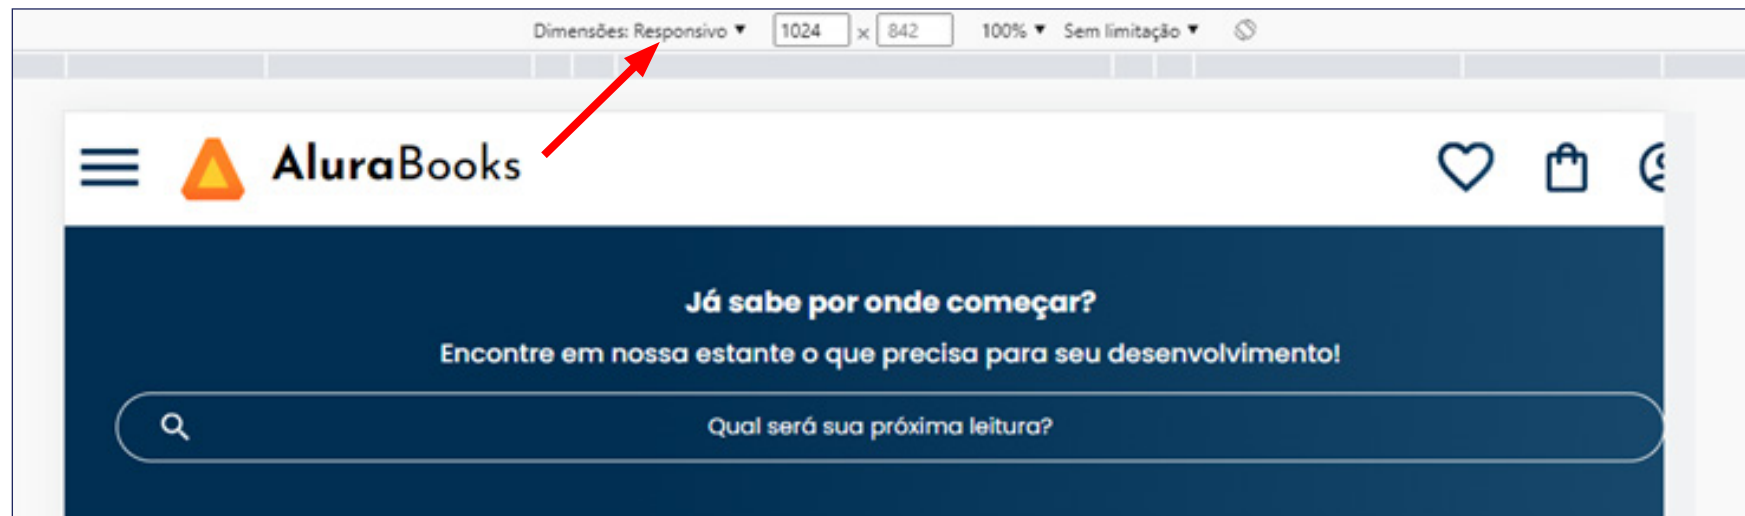 Dimensões: Responsivo ▼ 1024 x 842 100% ▼ Sem limitação ▼
AluraBooks
Já sabe por onde começar?
Encontre em nossa estante o que precisa para seu desenvolvimento!
Qual será sua próxima leitura?